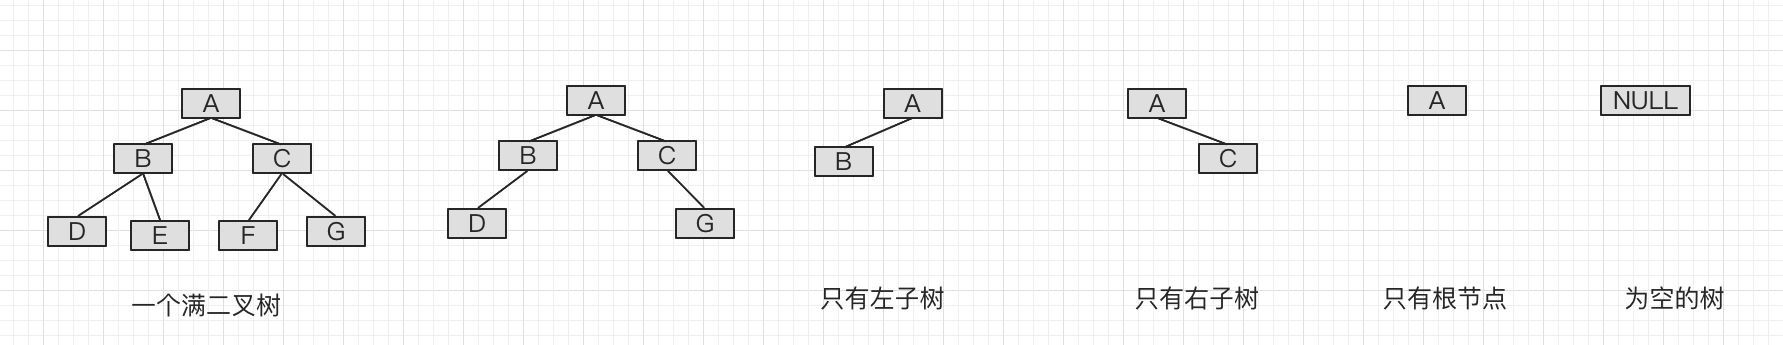 A
B C
D E F G
一个满二叉树
A
B C
D G
A
B
只有左子树
A
C
只有右子树
A
只有根节点
NULL
为空的树